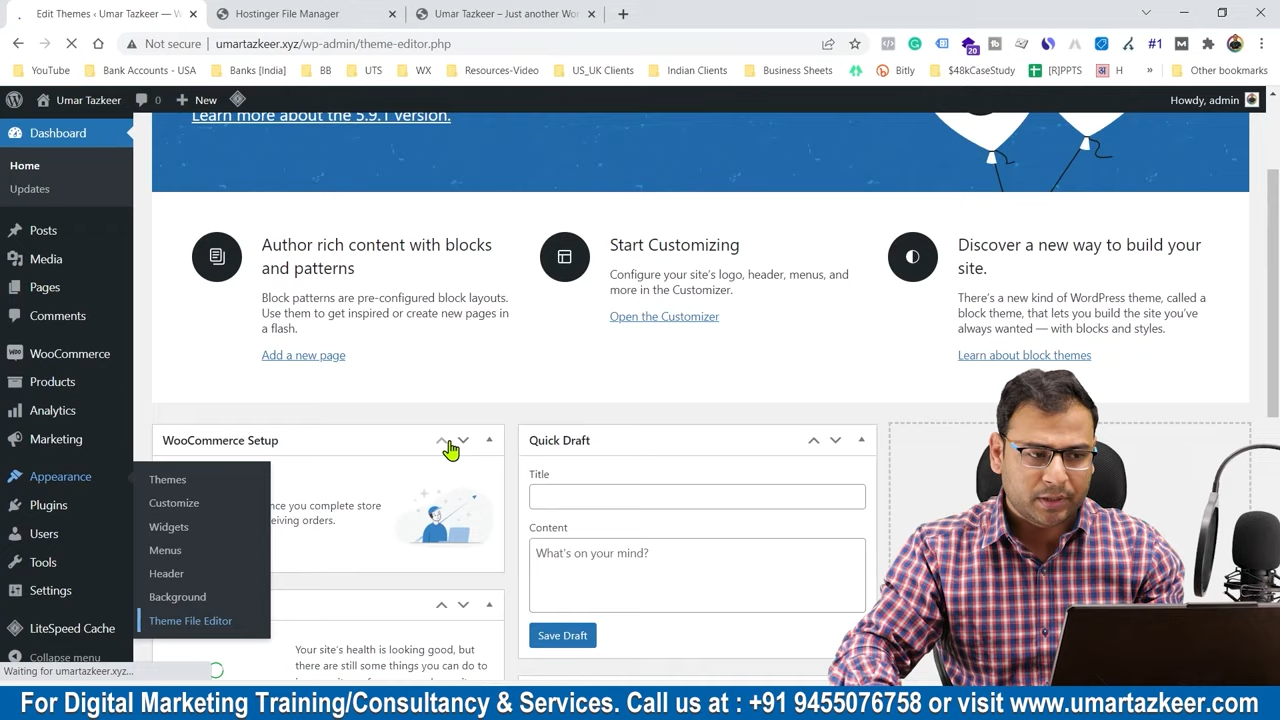 Edit Themes ‹ Umar Tazkeer — W
Hostinger File Manager
Umar Tazkeer – Just another Wor
Not secure
umartazkeer.xyz/wp-admin/theme-editor.php
20
#1
YouTube
Bank Accounts - USA
Banks [India]
BR
UTS
WX
Resources-Video
US_UK Clients
Indian Clients
Business Sheets
Bitly
$48kCaseStudy
[R]PPTS
H
»
Other bookmarks
Umar Tazkeer
0
New
Howdy, admin
Dashboard
Home
Updates
Posts
Media
Pages
Comments
WooCommerce
Products
Analytics
Marketing
Appearance
Plugins
Users
Tools
Settings
LiteSpeed Cache
Collapse menu
Waiting for umartazkeer.xyz...
Themes
Customize
Widgets
Menus
Header
Background
Theme File Editor
Learn more about the 5.9.1 version.
Author rich content with blocks
and patterns
Block patterns are pre-configured block layouts.
Use them to get inspired or create new pages in
a flash.
Add a new page
Start Customizing
Configure your site's logo, header, menus, and
more in the Customizer.
Open the Customizer
Discover a new way to build your
site.
There's a new kind of WordPress theme, called a
block theme, that lets you build the site you've
always wanted — with blocks and styles.
Learn about block themes
WooCommerce Setup
nce you complete store
ceiving orders.
Your site's health is looking good, but
there are still some things you can do to
Quick Draft
Title
Content
What's on your mind?
Save Draft
For Digital Marketing Training/Consultancy & Services. Call us at : +91 9455076758 or visit www.umartazkeer.com